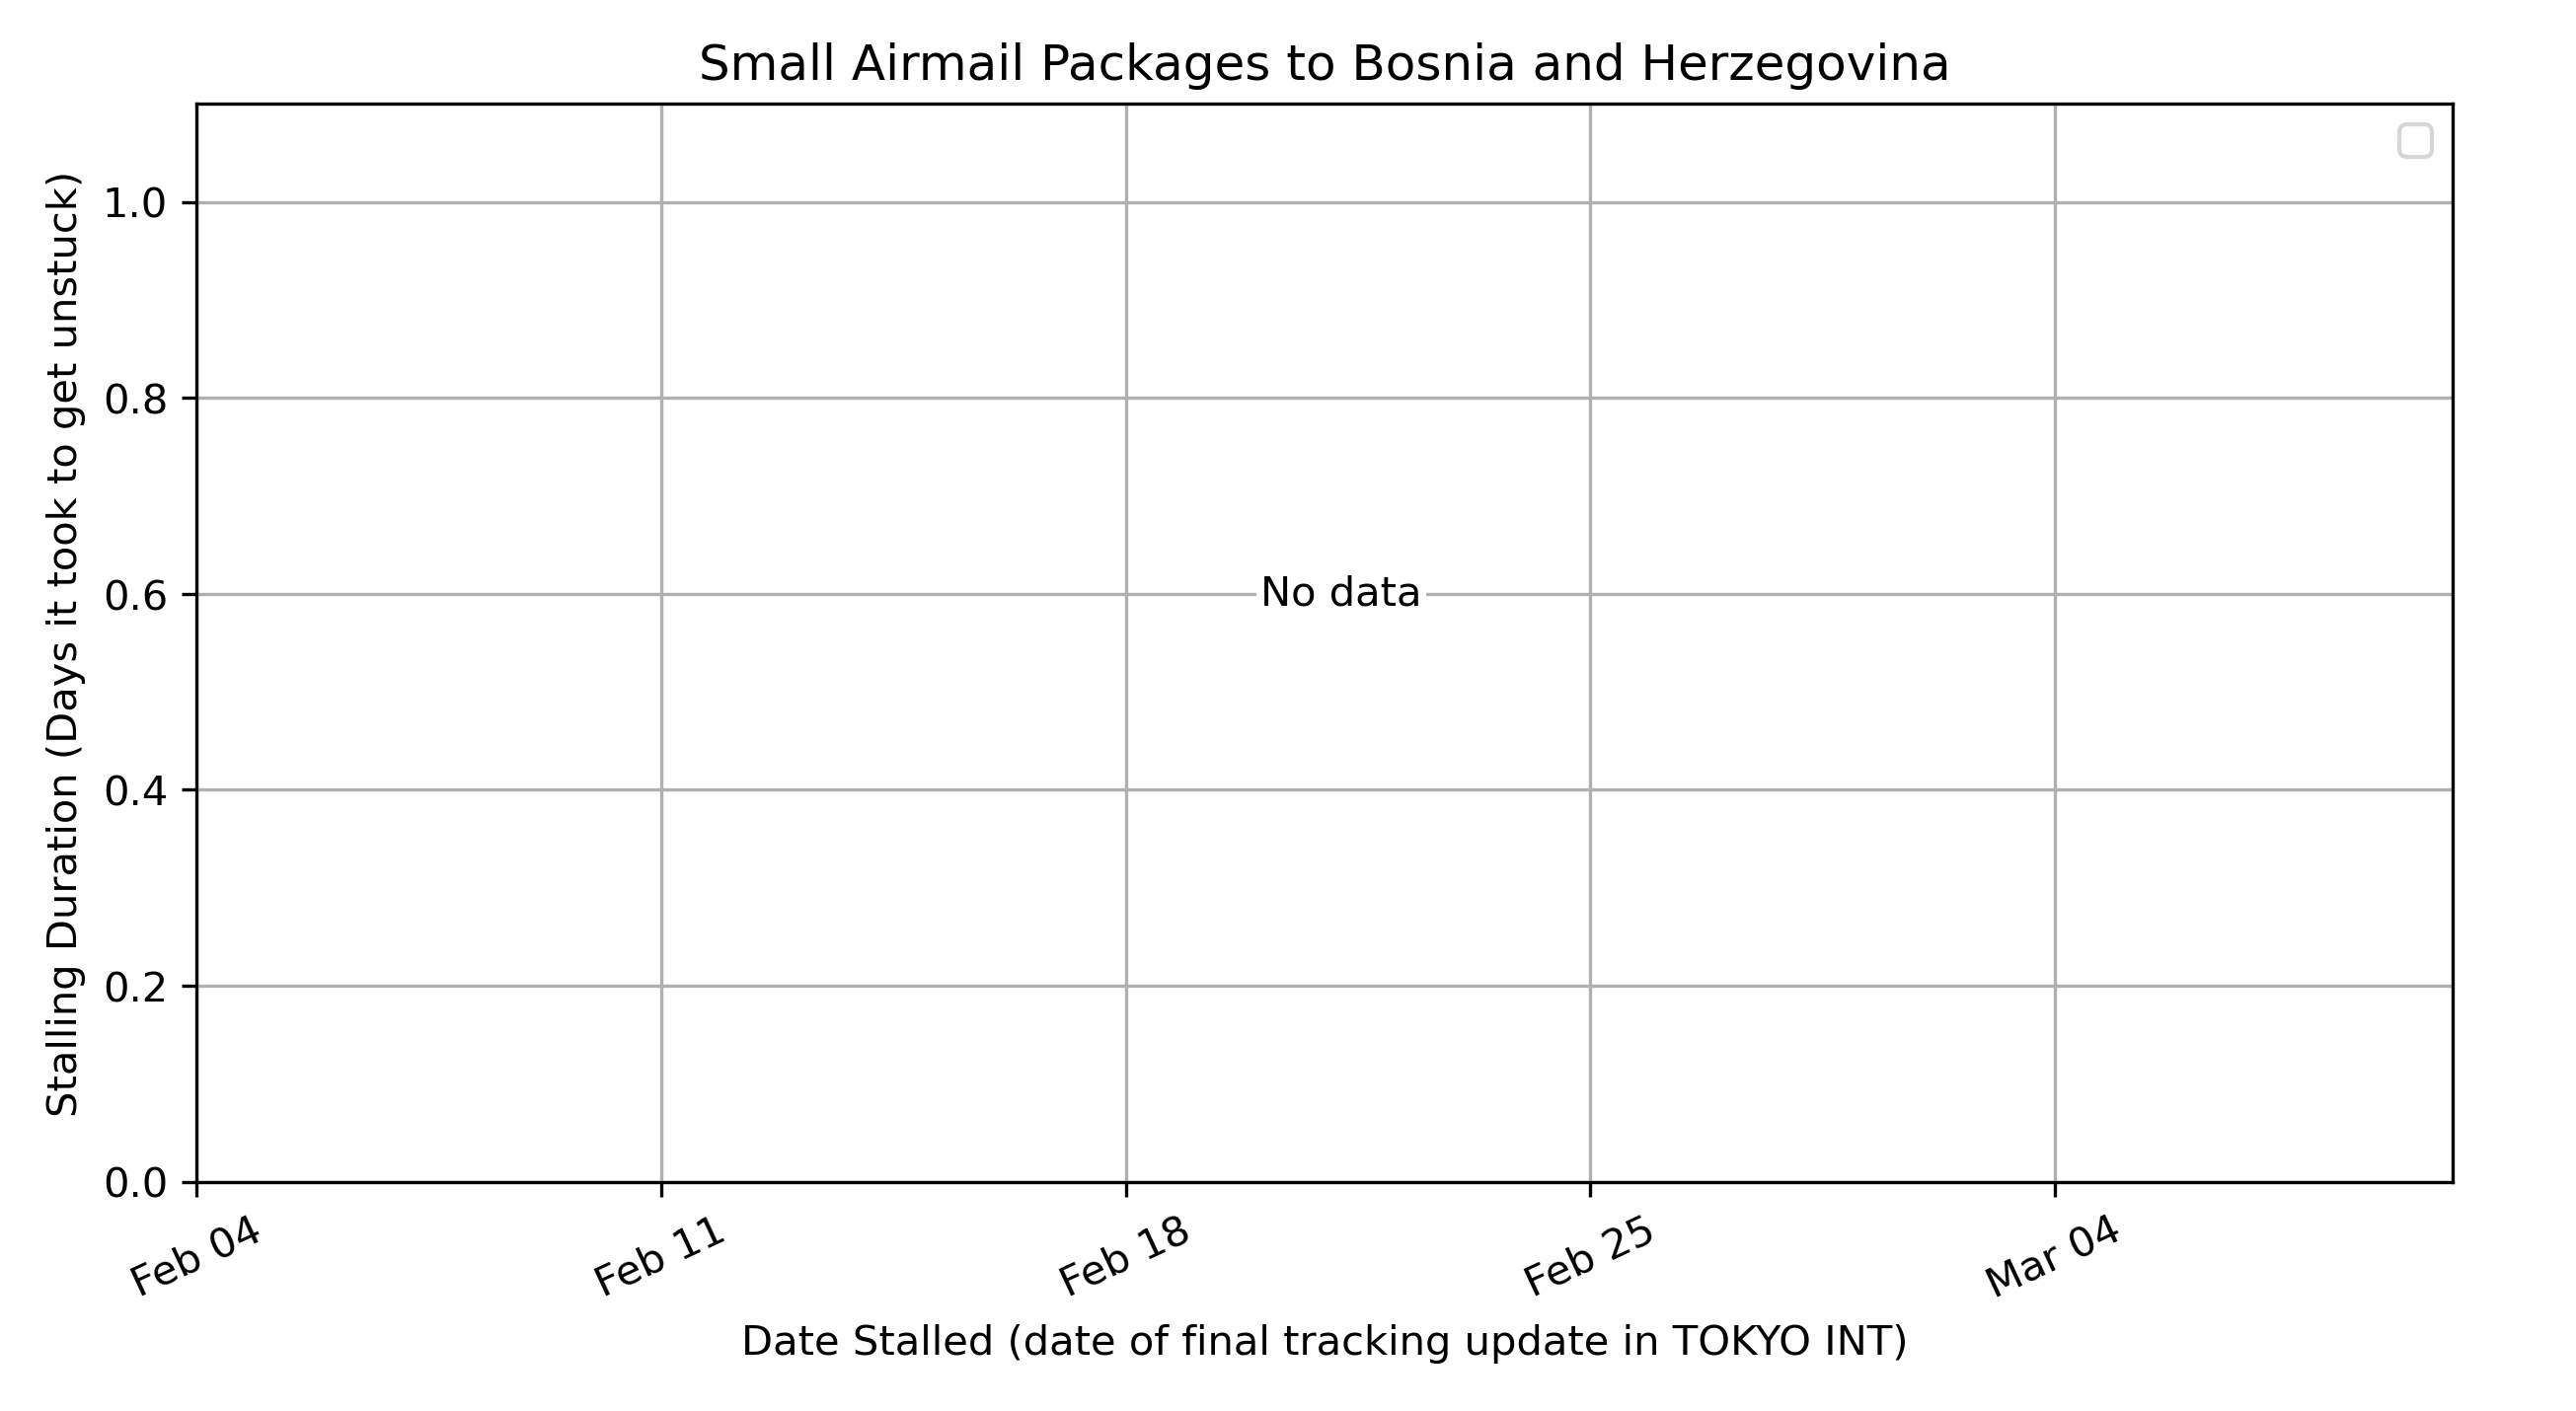 Small Airmail Packages to Bosnia and Herzegovina
Stalling Duration (Days it took to get unstuck)
1.0
0.8
0.6
0.4
0.2
0.0
No data
Feb 04
Feb 11
Feb 18
Feb 25
Mar 04
Date Stalled (date of final tracking update in TOKYO INT)